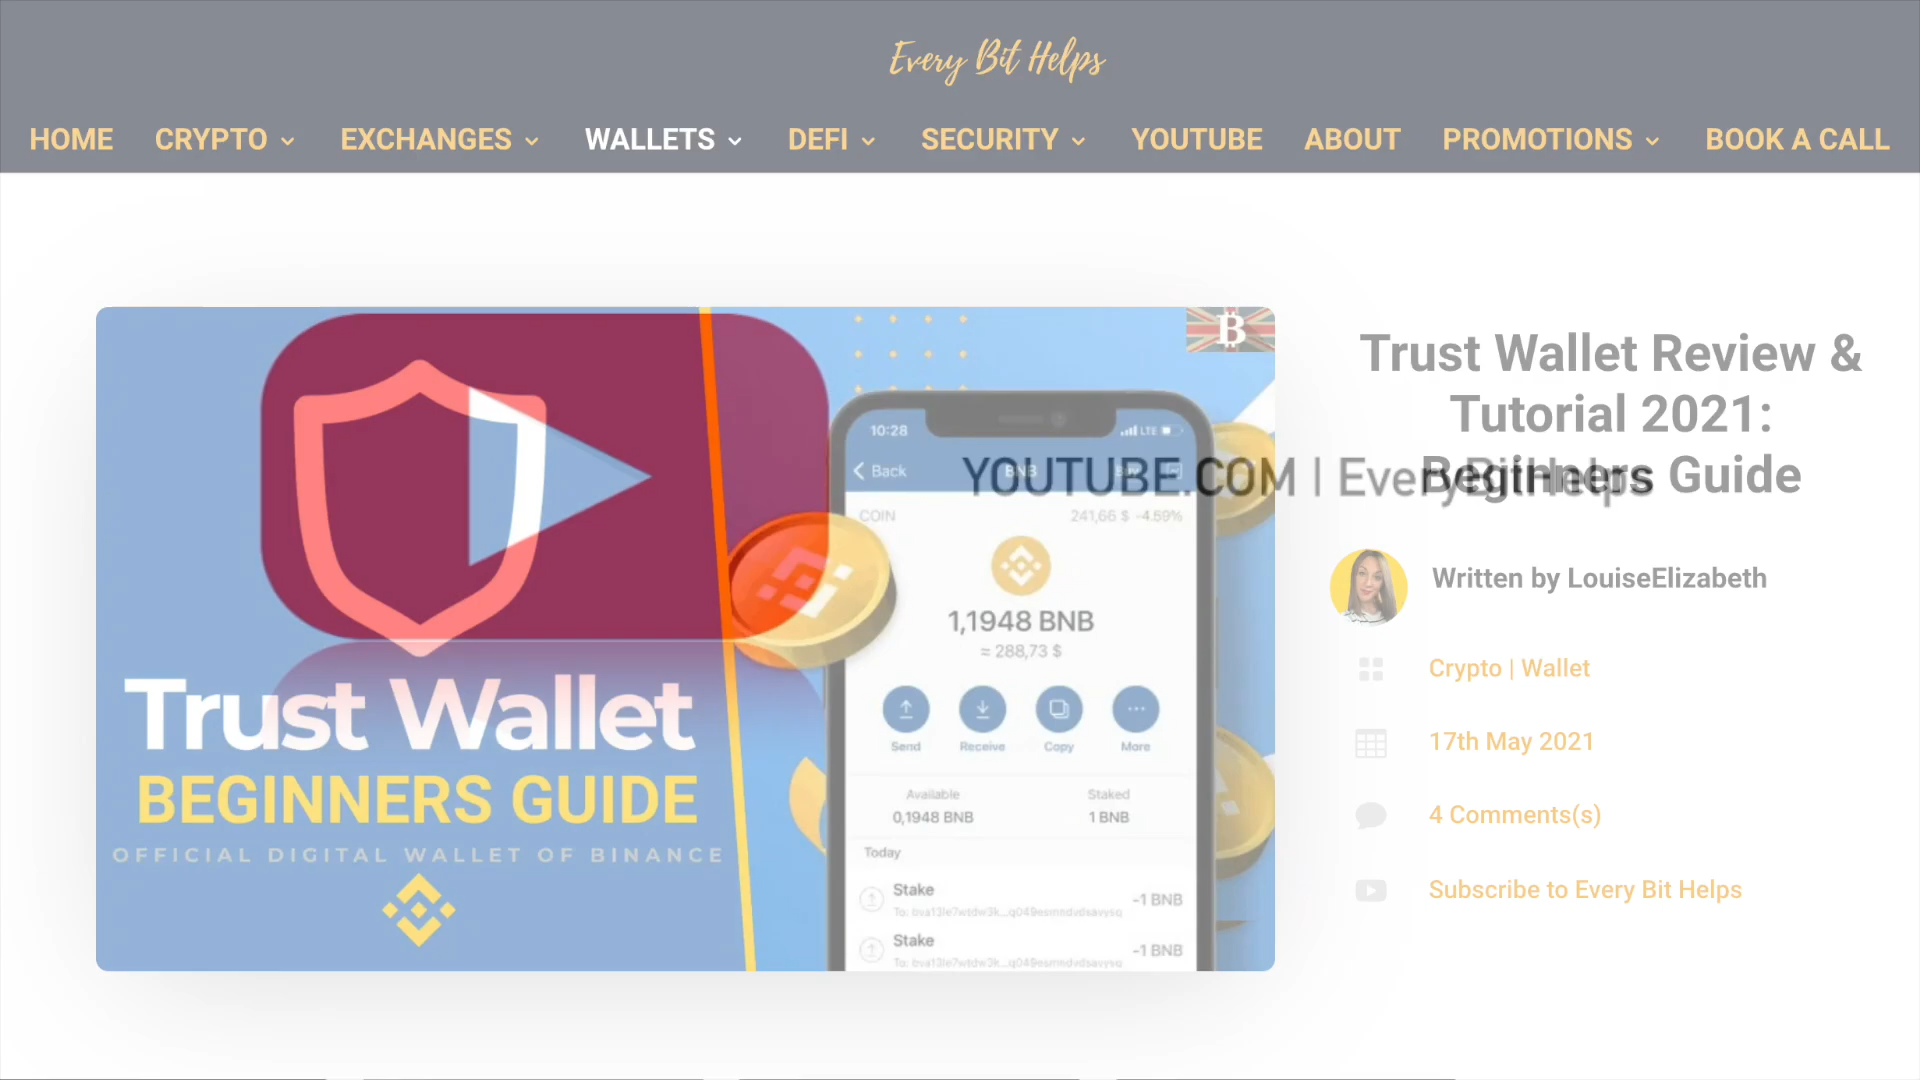 Every Bit Helps
HOME CRYPTO EXCHANGES WALLETS DEFI SECURITY YOUTUBE ABOUT PROMOTIONS BOOK A CALL
Trust Wallet
BEGINNERS GUIDE
OFFICIAL DIGITAL WALLET OF BINANCE
10:28
LTE
Back
BNB
COIN
241,66 $ -4.59%
1,1948 BNB
≈ 288,73 $
Send Receive Copy More
Available Staked
0,1948 BNB 1 BNB
Today
Stake -1 BNB
Stake -1 BNB
YOUTUBE.COM | EveryBitHelps
Trust Wallet Review &
Tutorial 2021:
Beginners Guide
Written by LouiseElizabeth
Crypto | Wallet
17th May 2021
4 Comments(s)
Subscribe to Every Bit Helps